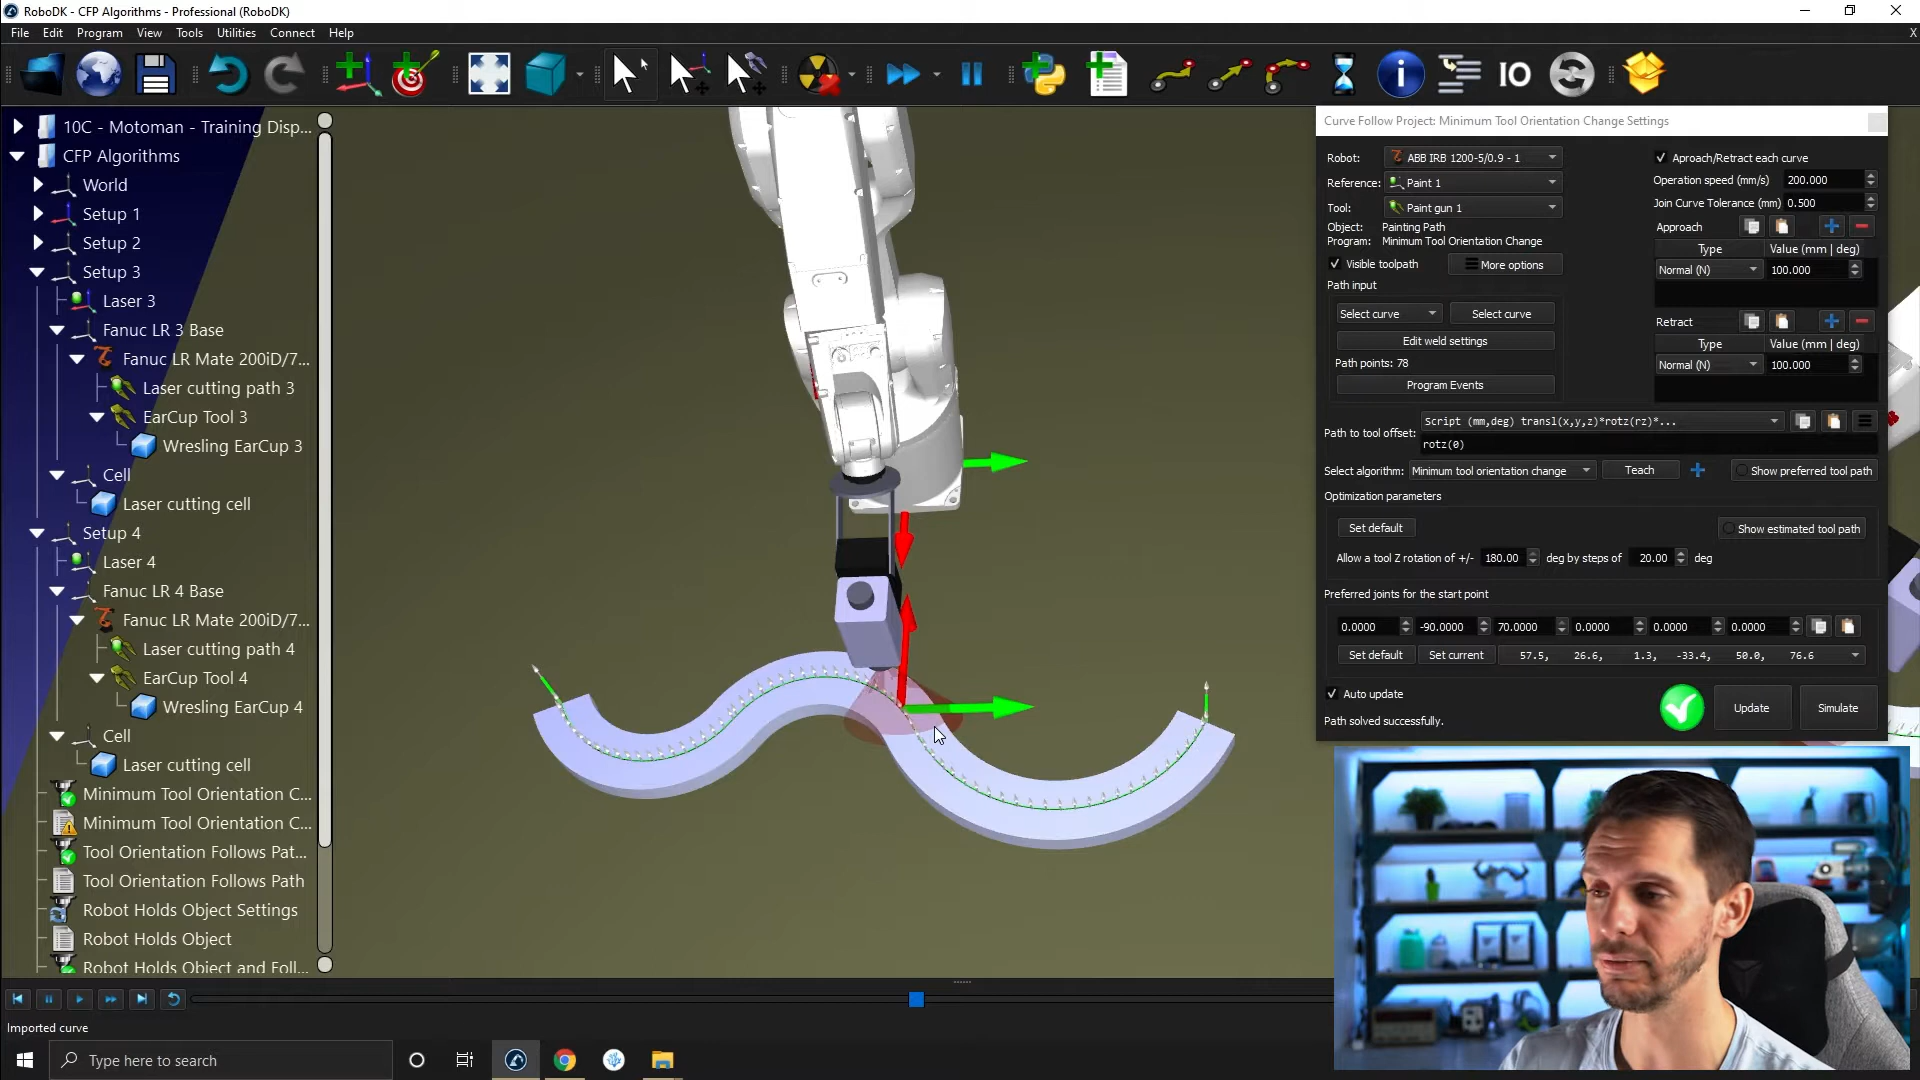 RoboDK - CFP Algorithms - Professional (RoboDK)
File Edit Program View Tools Utilities Connect Help X
IO
10C - Motoman - Training Disp...
CFP Algorithms
World
Setup 1
Setup 2
Setup 3
Laser 3
Fanuc LR 3 Base
Fanuc LR Mate 200iD/7...
Laser cutting path 3
EarCup Tool 3
Wresling EarCup 3
Cell
Laser cutting cell
Setup 4
Laser 4
Fanuc LR 4 Base
Fanuc LR Mate 200iD/7...
Laser cutting path 4
EarCup Tool 4
Wresling EarCup 4
Cell
Laser cutting cell
Minimum Tool Orientation C...
Minimum Tool Orientation C...
Tool Orientation Follows Pat...
Tool Orientation Follows Path
Robot Holds Object Settings
Robot Holds Object
Robot Holds Object and Foll...
Curve Follow Project: Minimum Tool Orientation Change Settings
Robot: ABB IRB 1200-5/0.9 - 1
Reference: Paint 1
Tool: Paint gun 1
Object: Painting Path
Program: Minimum Tool Orientation Change
Visible toolpath More options
Path input
Select curve Select curve
Edit weld settings
Path points: 78
Program Events
Aproach/Retract each curve
Operation speed (mm/s) 200.000
Join Curve Tolerance (mm) 0.500
Approach
Type Value (mm | deg)
Normal (N) 100.000
Retract
Type Value (mm | deg)
Normal (N) 100.000
Path to tool offset: Script (mm,deg) transl(x,y,z)*rotz(rz)*...
rotz(0)
Select algorithm: Minimum tool orientation change Teach Show preferred tool path
Optimization parameters
Set default Show estimated tool path
Allow a tool Z rotation of +/- 180.00 deg by steps of 20.00 deg
Preferred joints for the start point
0.0000 -90.0000 70.0000 0.0000 0.0000 0.0000
Set default Set current 57.5, 26.6, 1.3, -33.4, 50.0, 76.6
Auto update
Path solved successfully.
Update Simulate
Imported curve
Type here to search